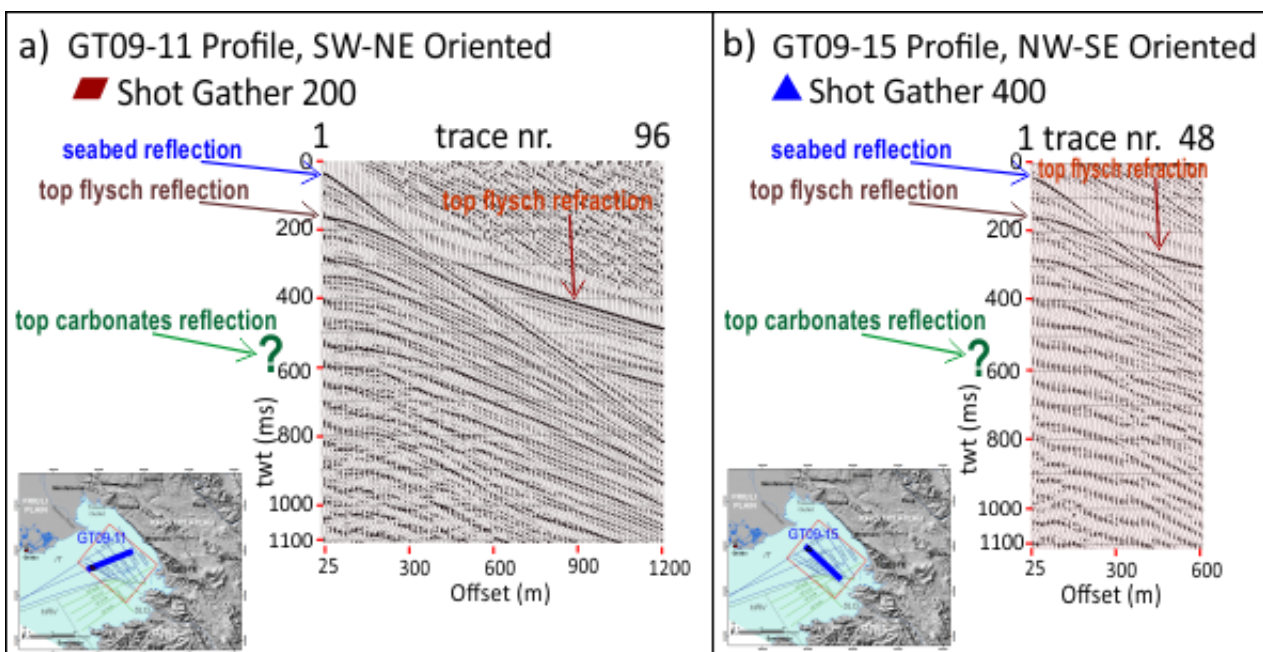 a) GT09-11 Profile, SW-NE Oriented
Shot Gather 200
1 trace nr. 96
seabed reflection
top flysch reflection
top flysch refraction
top carbonates reflection
?
0
200
400
600
800
1000
1100
twt (ms)
25 300 600 900 1200
Offset (m)
GT09-11
b) GT09-15 Profile, NW-SE Oriented
Shot Gather 400
1 trace nr. 48
seabed reflection
top flysch refraction
top flysch reflection
top carbonates reflection
?
0
200
400
600
800
1000
1100
twt (ms)
25 300 600
Offset (m)
GT09-15